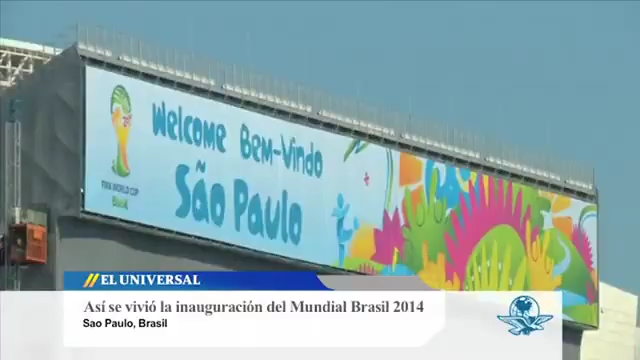 Welcome Bem-Vindo
São Paulo
FIFA WORLD CUP
Brasil
EL UNIVERSAL
Así se vivió la inauguración del Mundial Brasil 2014
Sao Paulo, Brasil